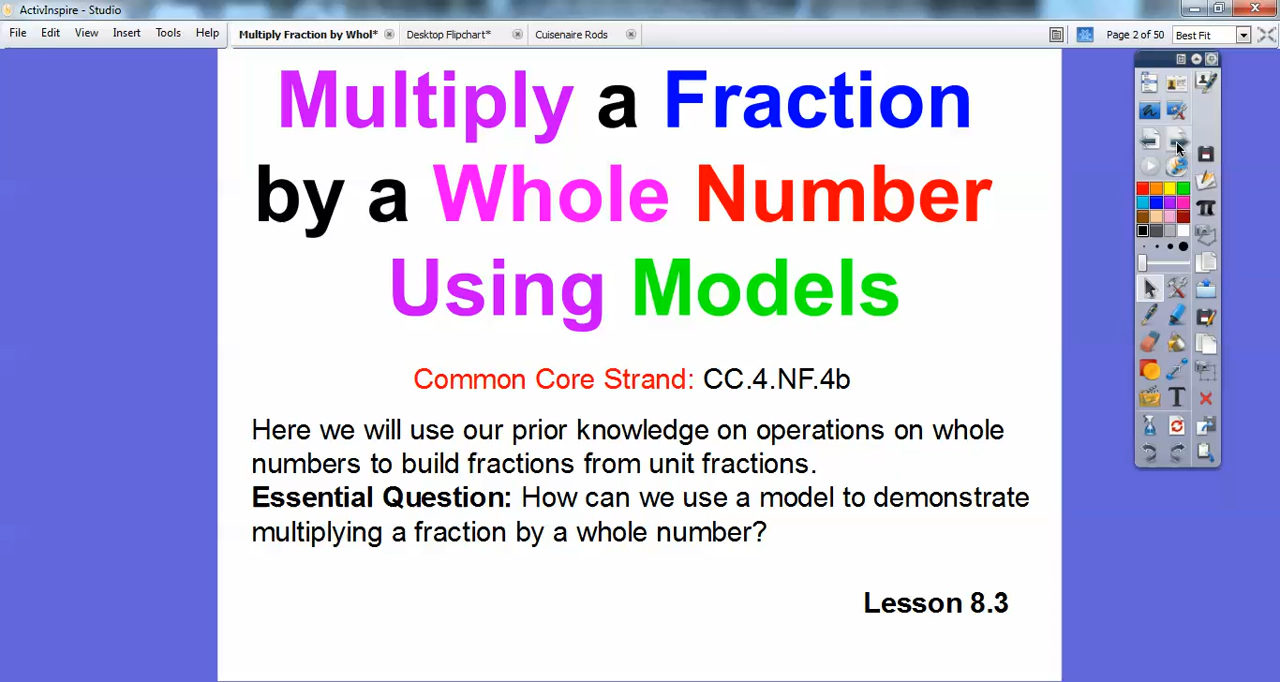 ActivInspire - Studio
File Edit View Insert Tools Help Multiply Fraction by Whol* Desktop Flipchart* Cuisenaire Rods Page 2 of 50 Best Fit
Multiply a Fraction
by a Whole Number
Using Models
Common Core Strand: CC.4.NF.4b
Here we will use our prior knowledge on operations on whole
numbers to build fractions from unit fractions.
Essential Question: How can we use a model to demonstrate
multiplying a fraction by a whole number?
Lesson 8.3